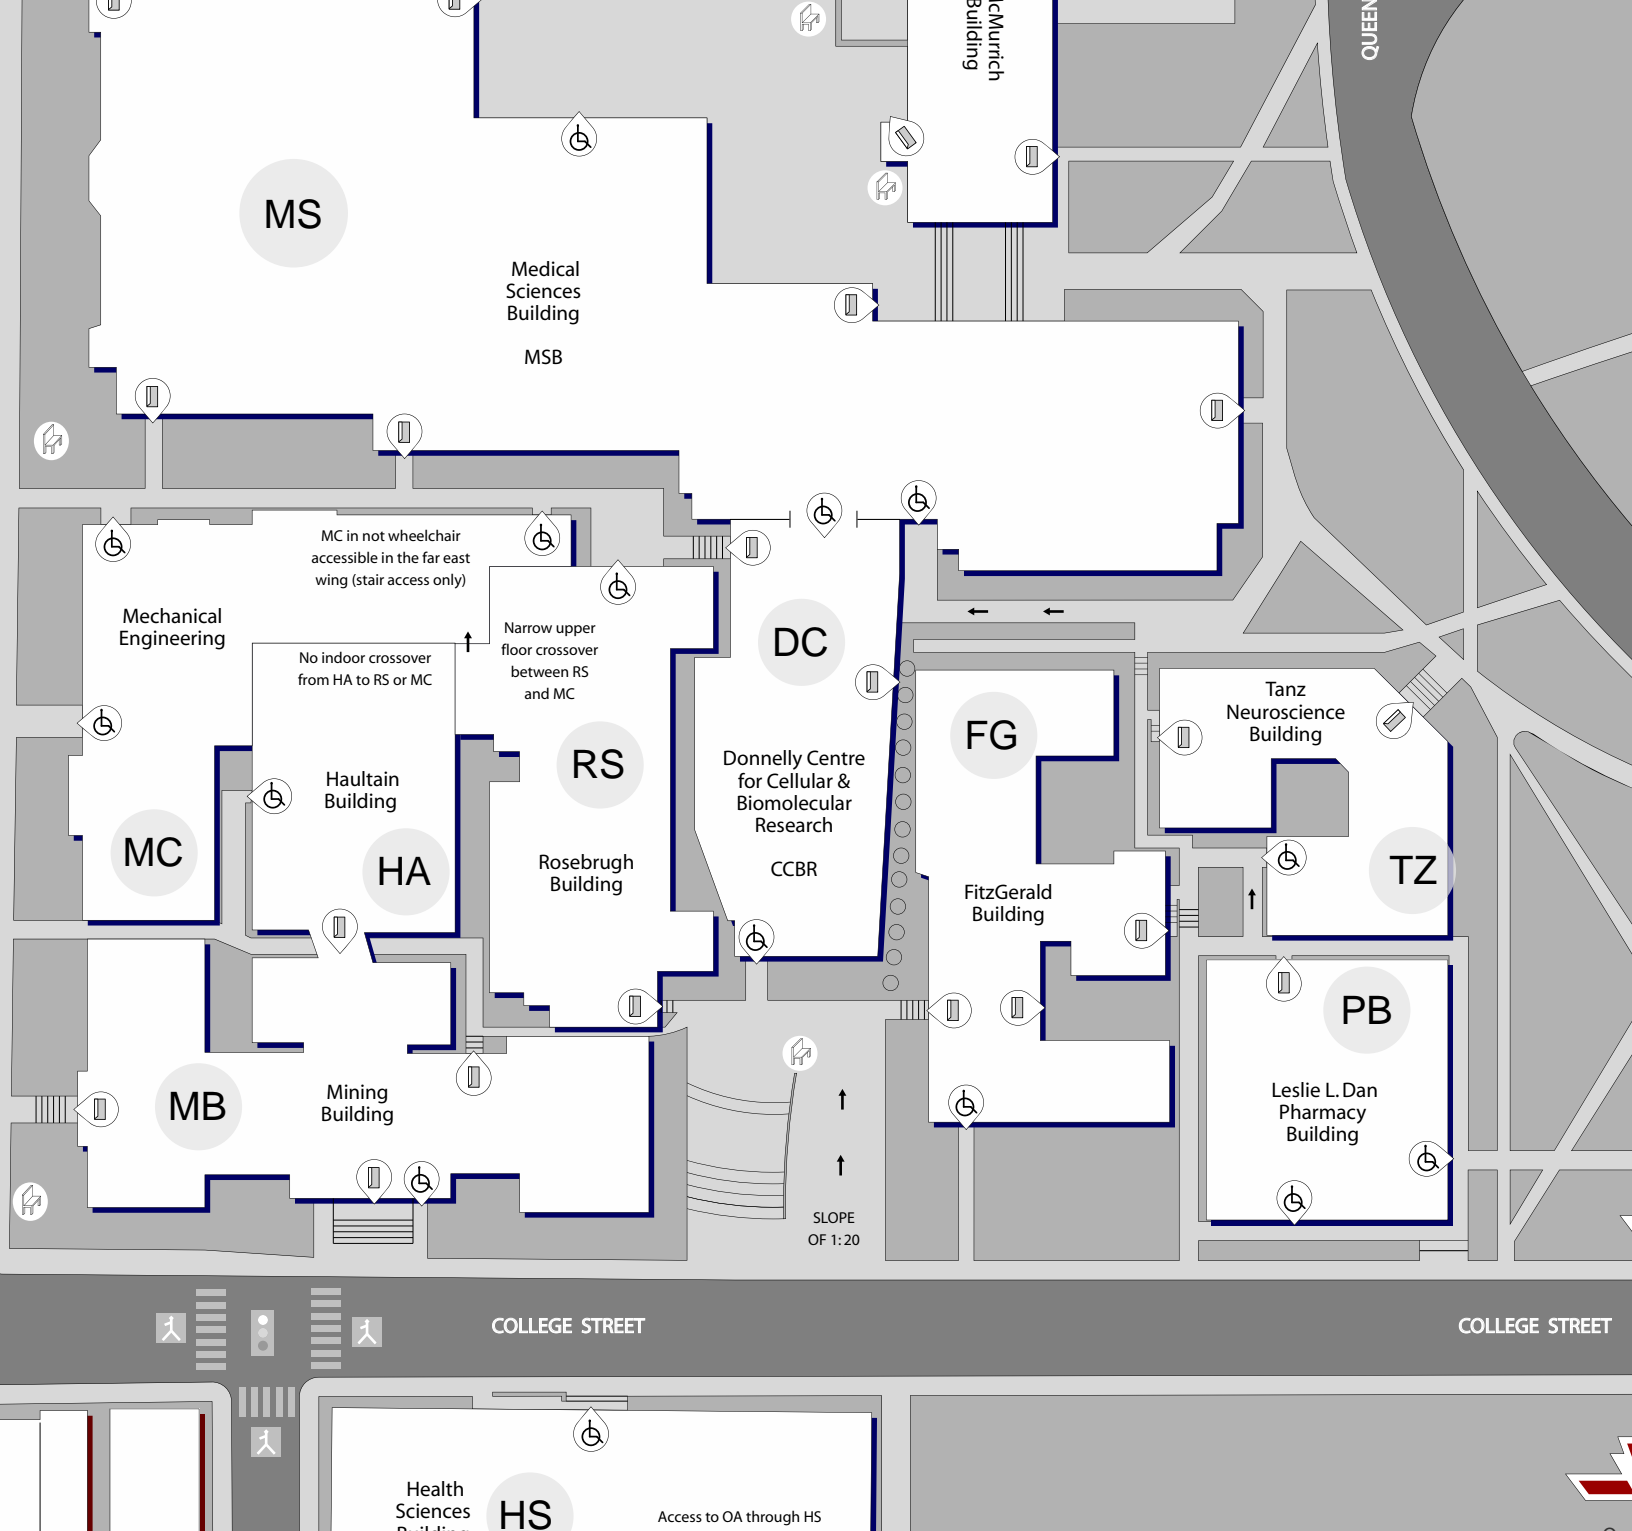 McMurrich
Building
QUEEN
MS
Medical
Sciences
Building
MSB
MC in not wheelchair
accessible in the far east
wing (stair access only)
Mechanical
Engineering
No indoor crossover
from HA to RS or MC
Narrow upper
floor crossover
between RS
and MC
DC
Tanz
Neuroscience
Building
FG
RS
Haultain
Building
Donnelly Centre
for Cellular &
Biomolecular
Research
CCBR
MC
HA
Rosebrugh
Building
FitzGerald
Building
TZ
PB
MB
Mining
Building
Leslie L. Dan
Pharmacy
Building
SLOPE
OF 1: 20
COLLEGE STREET
COLLEGE STREET
Health
Sciences
Building
HS
Access to OA through HS